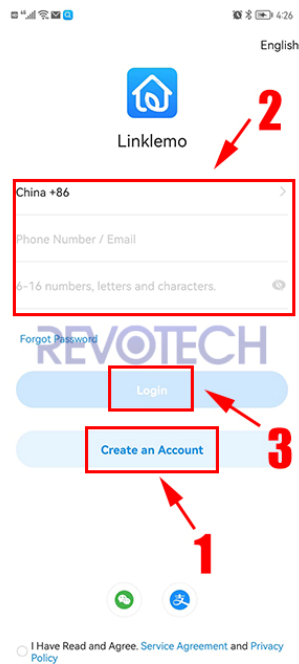 4:26
English
Linklemo
2
China +86
Phone Number / Email
6-16 numbers, letters and characters.
Forgot Password
REVOTECH
Login
3
Create an Account
1
I Have Read and Agree. Service Agreement and Privacy
Policy